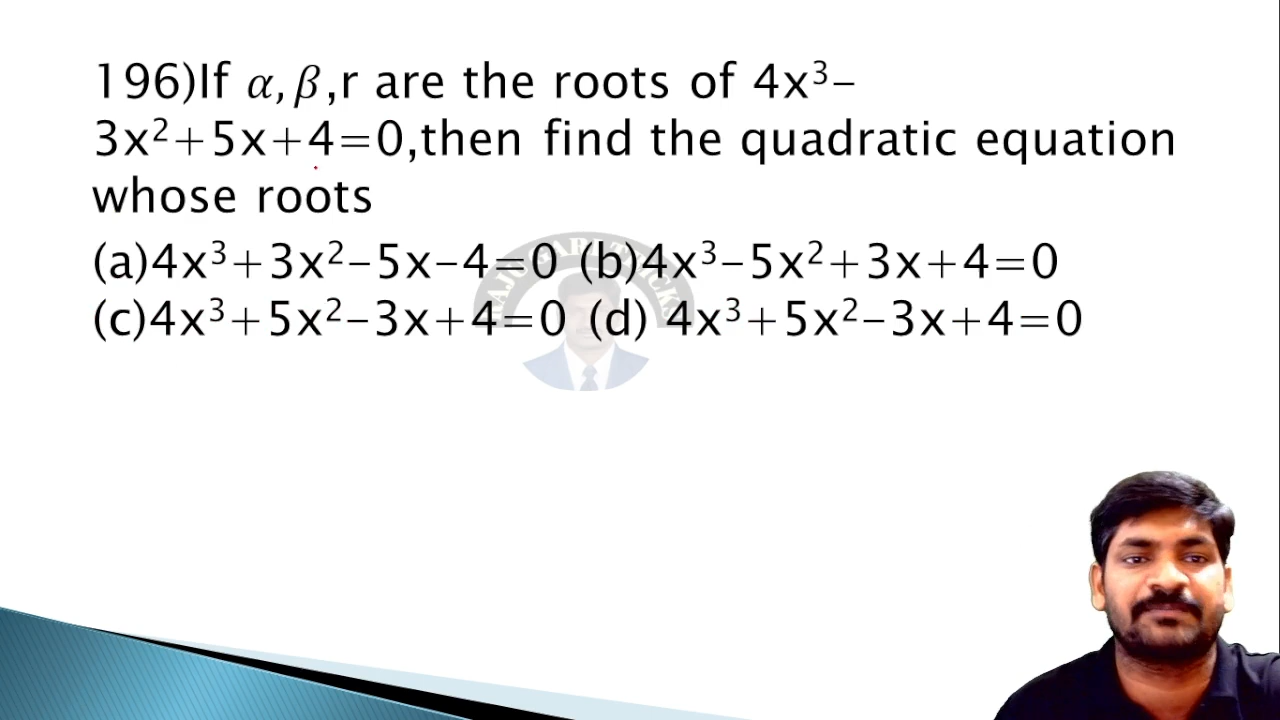 196)If α,β,r are the roots of 4x³–
3x²+5x+4=0,then find the quadratic equation
whose roots
(a)4x³+3x²–5x–4=0 (b)4x³–5x²+3x+4=0
(c)4x³+5x²–3x+4=0 (d) 4x³+5x²–3x+4=0